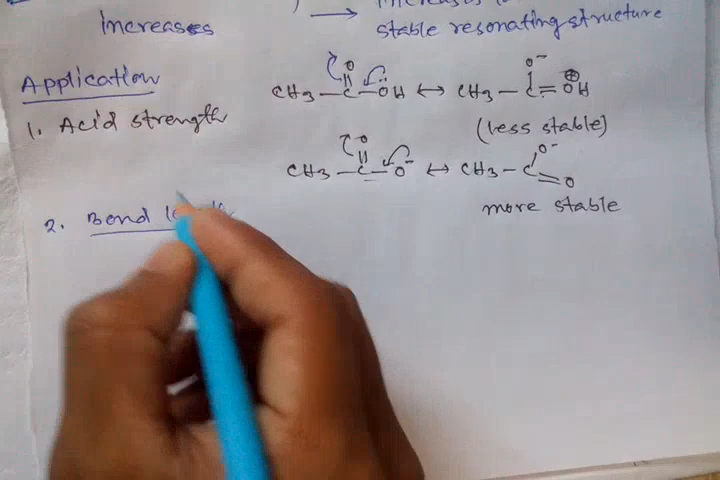 Increases → stable resonating structure
Application
1. Acid strength
CH3 — C — OH ↔ CH3 — C = OH
O O⁻ ⊕
(less stable)
CH3 — C — O⁻ ↔ CH3 — C = O
O O⁻
more stable
2. Bond